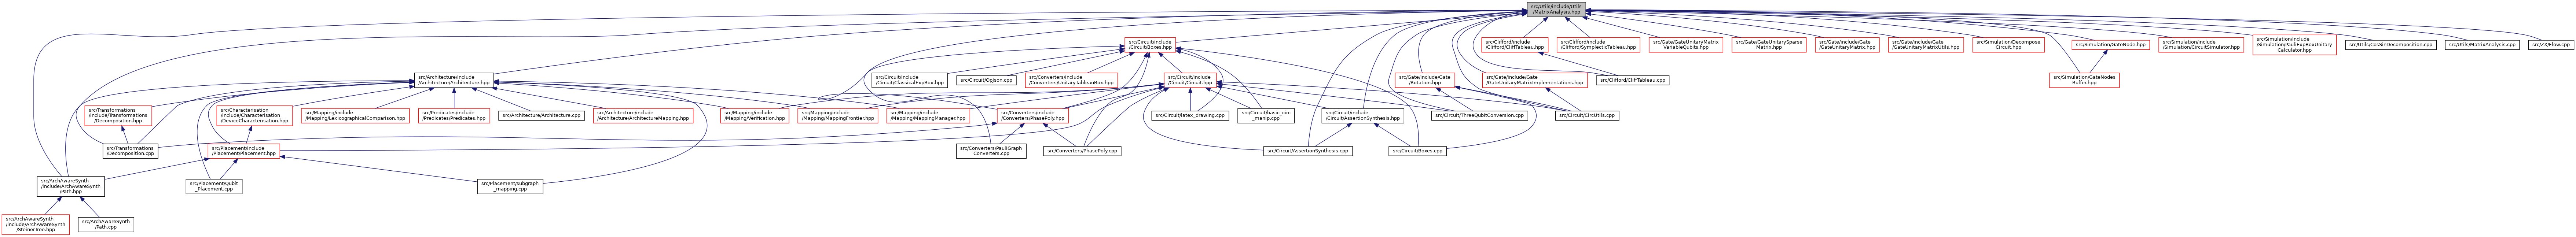 src/Utils/include/Utils
/MatrixAnalysis.hpp
src/Circuit/include
/Circuit/Boxes.hpp
src/Clifford/include
/Clifford/CliffTableau.hpp
src/Clifford/include
/Clifford/SymplecticTableau.hpp
src/Gate/GateUnitaryMatrix
VariableQubits.hpp
src/Gate/GateUnitarySparse
Matrix.hpp
src/Gate/include/Gate
/GateUnitaryMatrix.hpp
src/Gate/include/Gate
/GateUnitaryMatrixUtils.hpp
src/Simulation/Decompose
Circuit.hpp
src/Simulation/GateNode.hpp
src/Simulation/include
/Simulation/CircuitSimulator.hpp
src/Simulation/include
/Simulation/PauliExpBoxUnitary
Calculator.hpp
src/Utils/CosSinDecomposition.cpp
src/Utils/MatrixAnalysis.cpp
src/ZX/Flow.cpp
src/Architecture/include
/Architecture/Architecture.hpp
src/Circuit/include
/Circuit/ClassicalExpBox.hpp
src/Circuit/OpJson.cpp
src/Converters/include
/Converters/UnitaryTableauBox.hpp
src/Circuit/include
/Circuit/Circuit.hpp
src/Gate/include/Gate
/Rotation.hpp
src/Gate/include/Gate
/GateUnitaryMatrixImplementations.hpp
src/Clifford/CliffTableau.cpp
src/Simulation/GateNodes
Buffer.hpp
src/Transformations
/include/Transformations
/Decomposition.hpp
src/Characterisation
/include/Characterisation
/DeviceCharacterisation.hpp
src/Mapping/include
/Mapping/LexicographicalComparison.hpp
src/Predicates/include
/Predicates/Predicates.hpp
src/Architecture/Architecture.cpp
src/Architecture/include
/Architecture/ArchitectureMapping.hpp
src/Mapping/include
/Mapping/Verification.hpp
src/Mapping/include
/Mapping/MappingFrontier.hpp
src/Mapping/include
/Mapping/MappingManager.hpp
src/Converters/include
/Converters/PhasePoly.hpp
src/Circuit/latex_drawing.cpp
src/Circuit/basic_circ
_manip.cpp
src/Circuit/include
/Circuit/AssertionSynthesis.hpp
src/Circuit/ThreeQubitConversion.cpp
src/Circuit/CircUtils.cpp
src/Transformations
/Decomposition.cpp
src/Placement/include
/Placement/Placement.hpp
src/Converters/PauliGraph
Converters.cpp
src/Converters/PhasePoly.cpp
src/Circuit/AssertionSynthesis.cpp
src/Circuit/Boxes.cpp
src/ArchAwareSynth
/include/ArchAwareSynth
/Path.hpp
src/Placement/Qubit
_Placement.cpp
src/Placement/subgraph
_mapping.cpp
src/ArchAwareSynth
/include/ArchAwareSynth
/SteinerTree.hpp
src/ArchAwareSynth
/Path.cpp